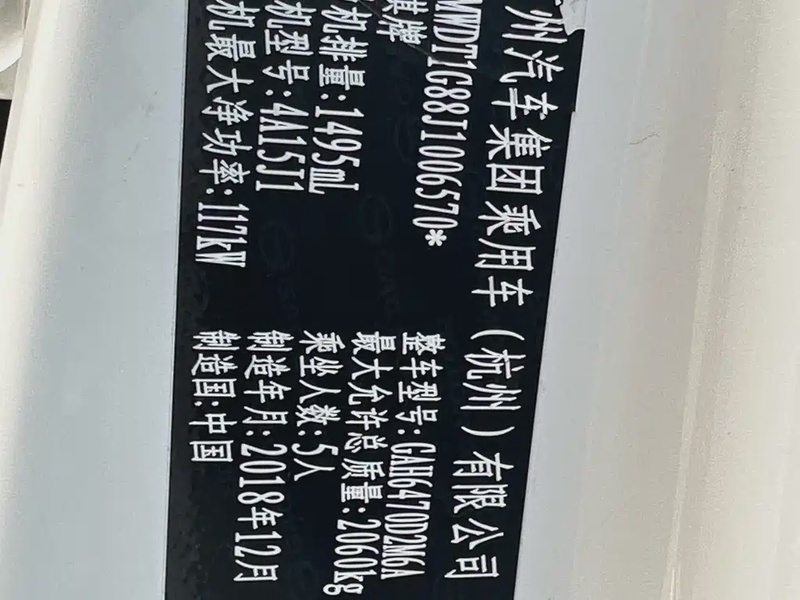 州汽车集团乘用车（杭州）有限公司
MWDT1G88J1006570*
祺牌
整车型号:GAH6470D2M6A
机排量:1495mL
最大允许总质量:2060kg
机型号:4A15J1
乘坐人数:5人
机最大净功率:117kW
制造年月:2018年12月
制造国:中国